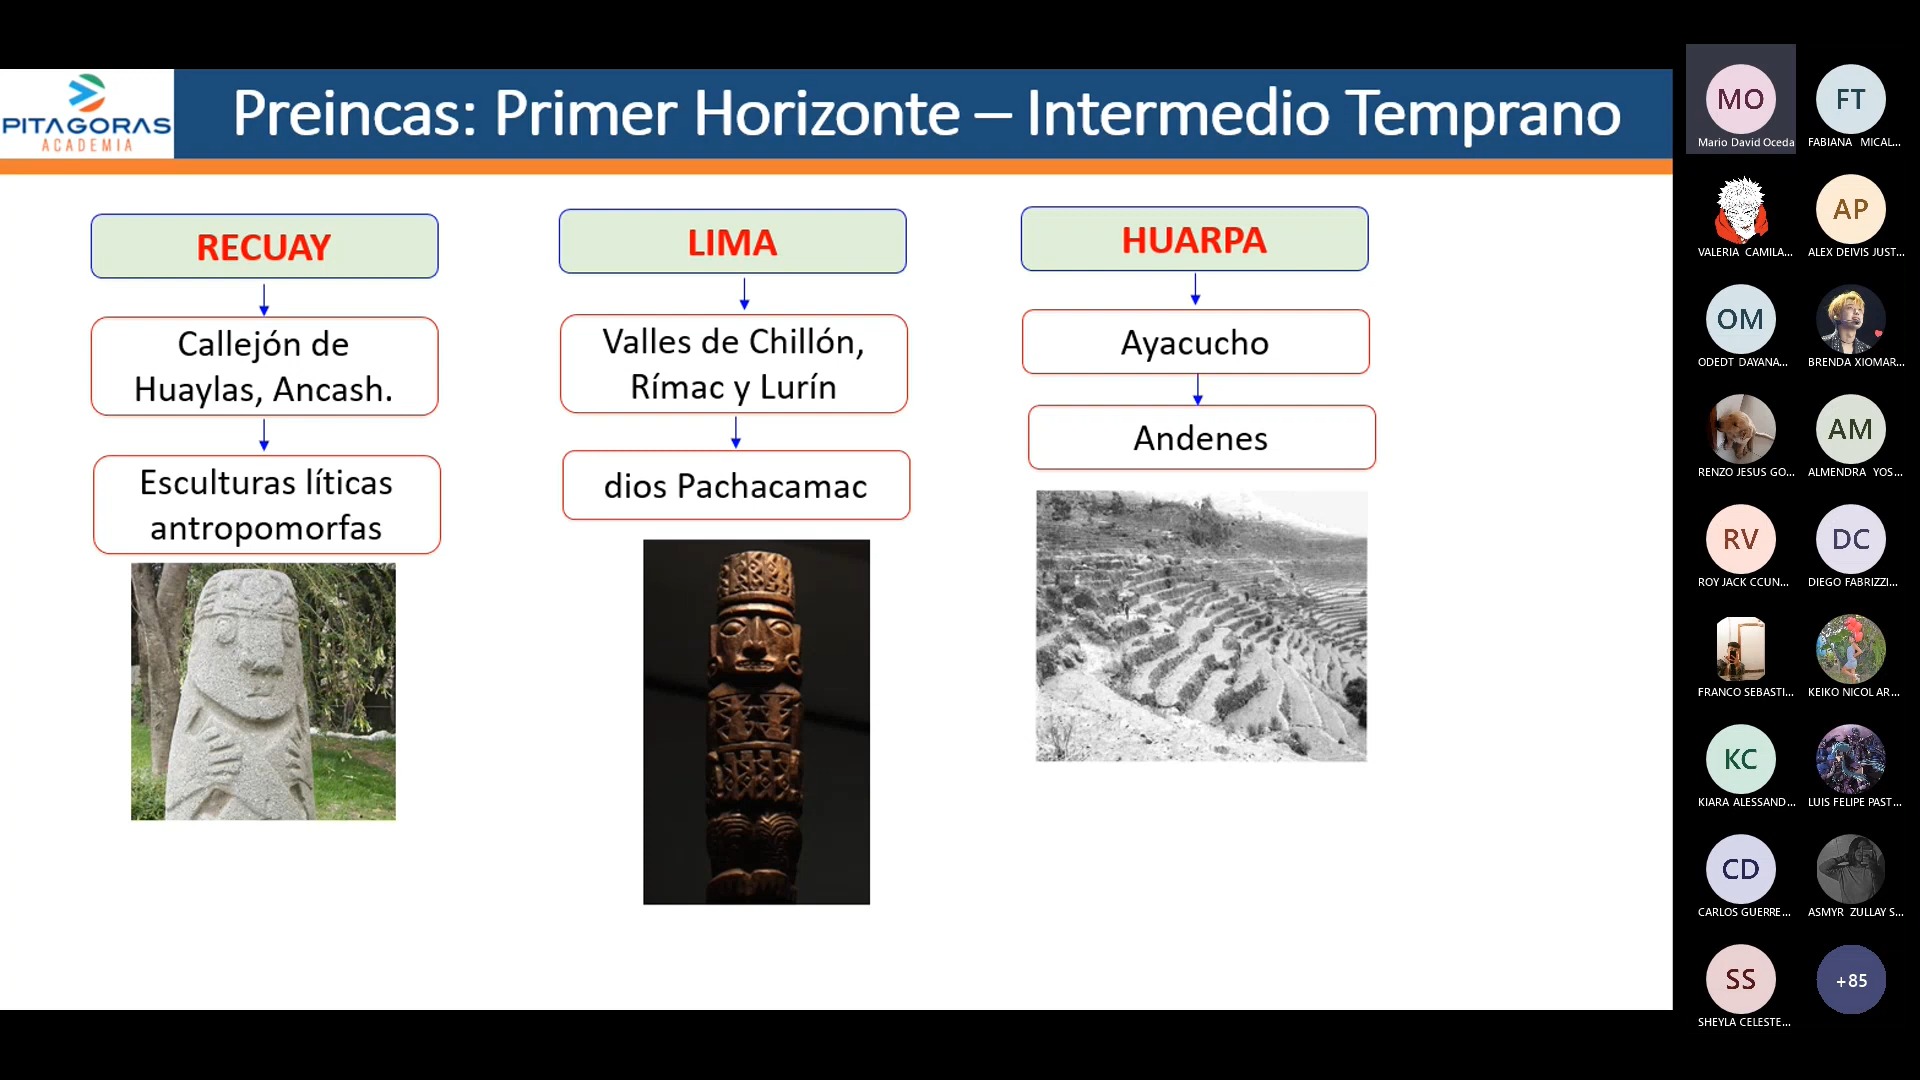 PITAGORAS
ACADEMIA
Preincas: Primer Horizonte – Intermedio Temprano
RECUAY
Callejón de
Huaylas, Ancash.
Esculturas líticas
antropomorfas
LIMA
Valles de Chillón,
Rímac y Lurín
dios Pachacamac
HUARPA
Ayacucho
Andenes
MO
Mario David Oceda
FT
FABIANA MICAL...
VALERIA CAMILA...
AP
ALEX DEIVIS JUST...
OM
ODEDT DAYANA...
BRENDA XIOMAR...
RENZO JESUS GO...
AM
ALMENDRA YOS...
RV
ROY JACK CCUN...
DC
DIEGO FABRIZZI...
FRANCO SEBASTI...
KEIKO NICOL AR...
KC
KIARA ALESSAND...
LUIS FELIPE PAST...
CD
CARLOS GUERRE...
ASMYR ZULLAY S...
SS
SHEYLA CELESTE...
+85